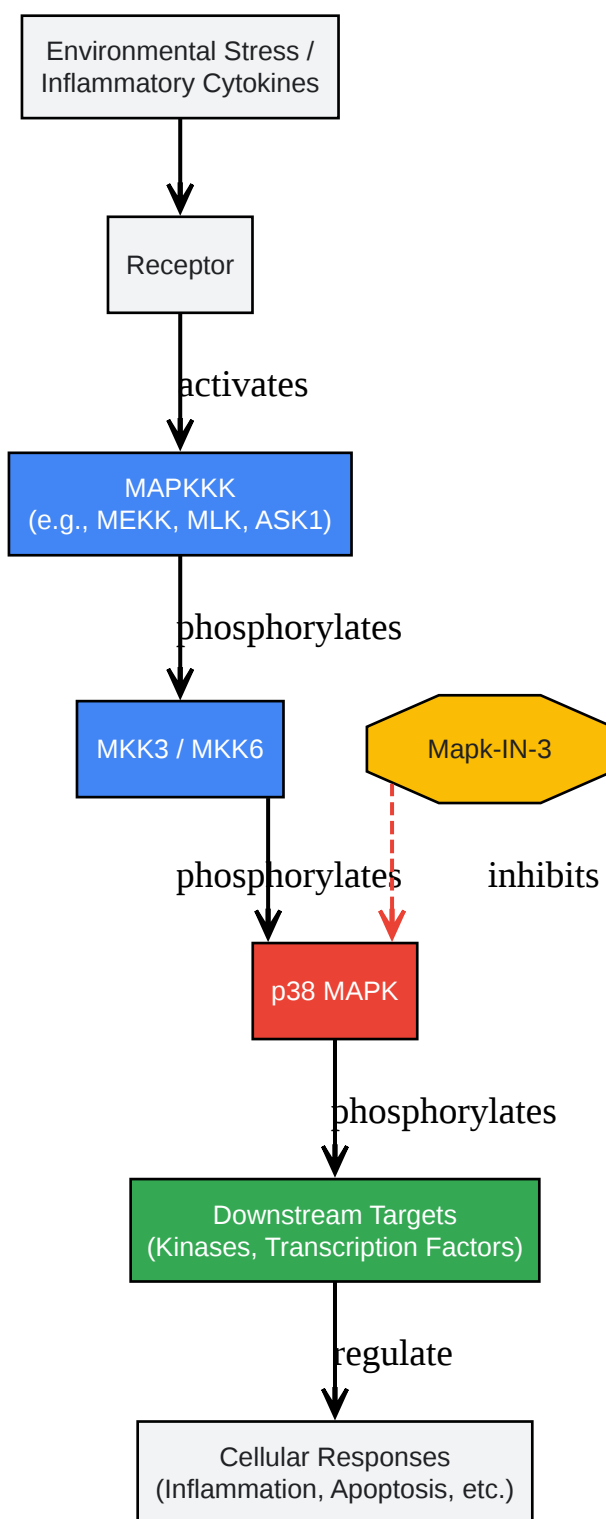 Environmental Stress /
Inflammatory Cytokines
Receptor
activates
MAPKKK
(e.g., MEKK, MLK, ASK1)
phosphorylates
MKK3 / MKK6
Mapk-IN-3
phosphorylates
inhibits
p38 MAPK
phosphorylates
Downstream Targets
(Kinases, Transcription Factors)
regulate
Cellular Responses
(Inflammation, Apoptosis, etc.)